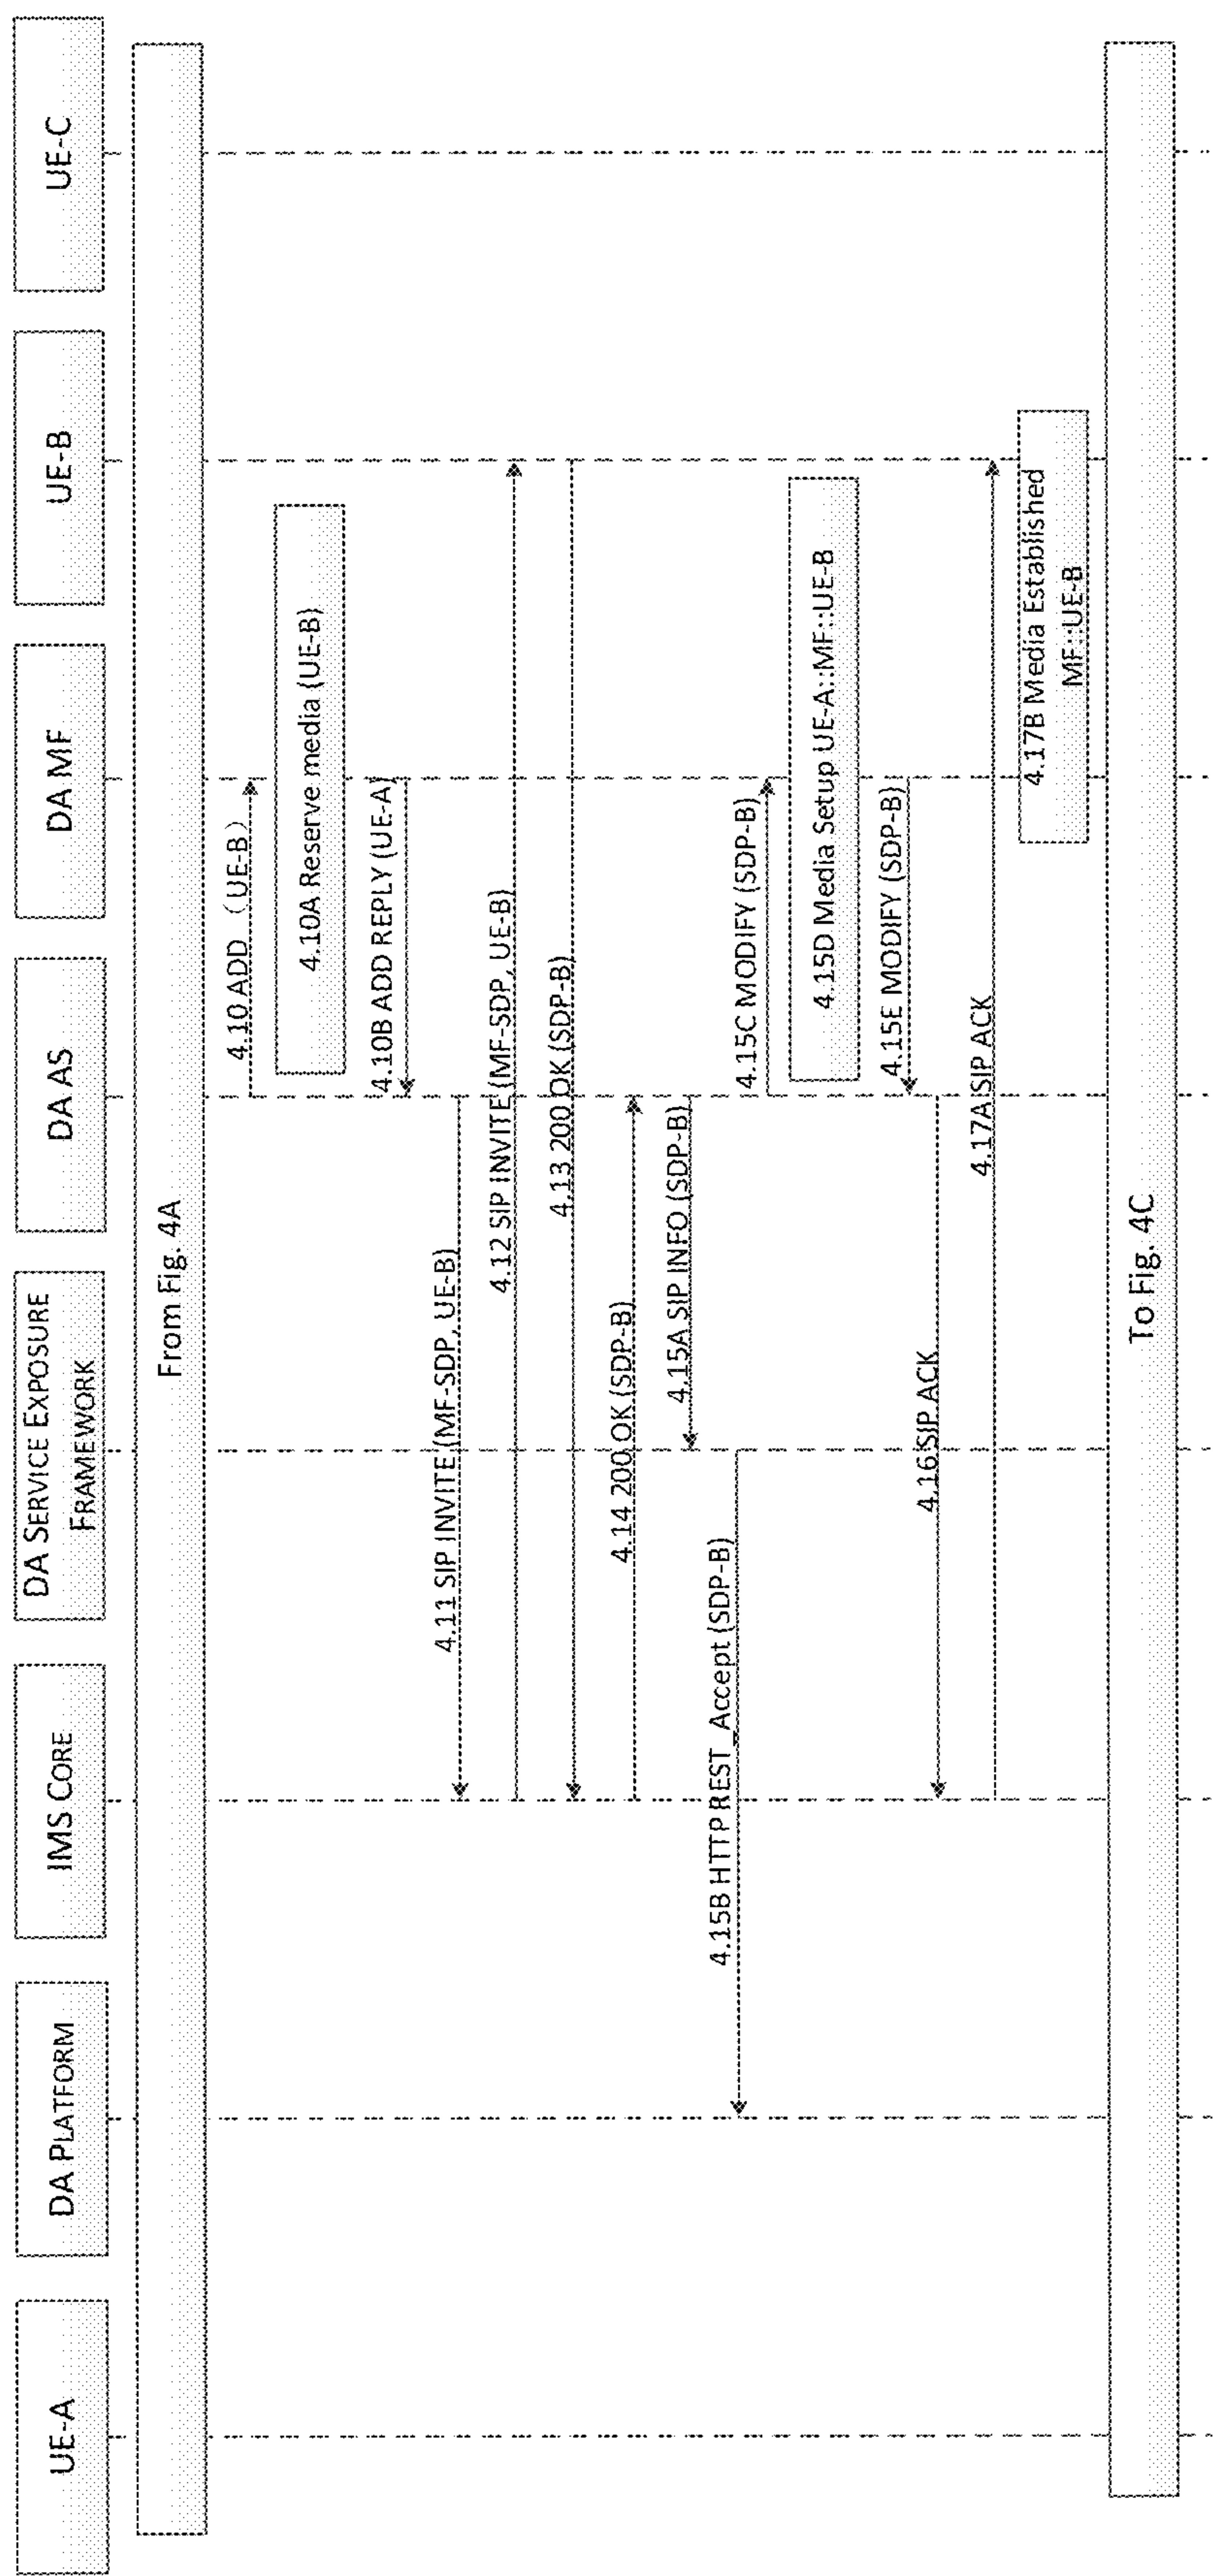 UE-A
DA PLATFORM
IMS CORE
DA SERVICE EXPOSURE
FRAMEWORK
DA AS
DA MF
UE-B
UE-C
From Fig. 4A
4.10 ADD (UE-B)
4.10A Reserve media (UE-B)
4.10B ADD REPLY (UE-A)
4.11 SIP INVITE (MF-SDP, UE-B)
4.12 SIP INVITE (MF-SDP, UE-B)
4.13 200 OK (SDP-B)
4.14 200 OK (SDP-B)
4.15A SIP INFO (SDP-B)
4.15B HTTP REST_Accept (SDP-B)
4.15C MODIFY (SDP-B)
4.15D Media Setup UE-A::MF::UE-B
4.15E MODIFY (SDP-B)
4.16 SIP ACK
4.17A SIP ACK
4.17B Media Established
MF::UE-B
To Fig. 4C